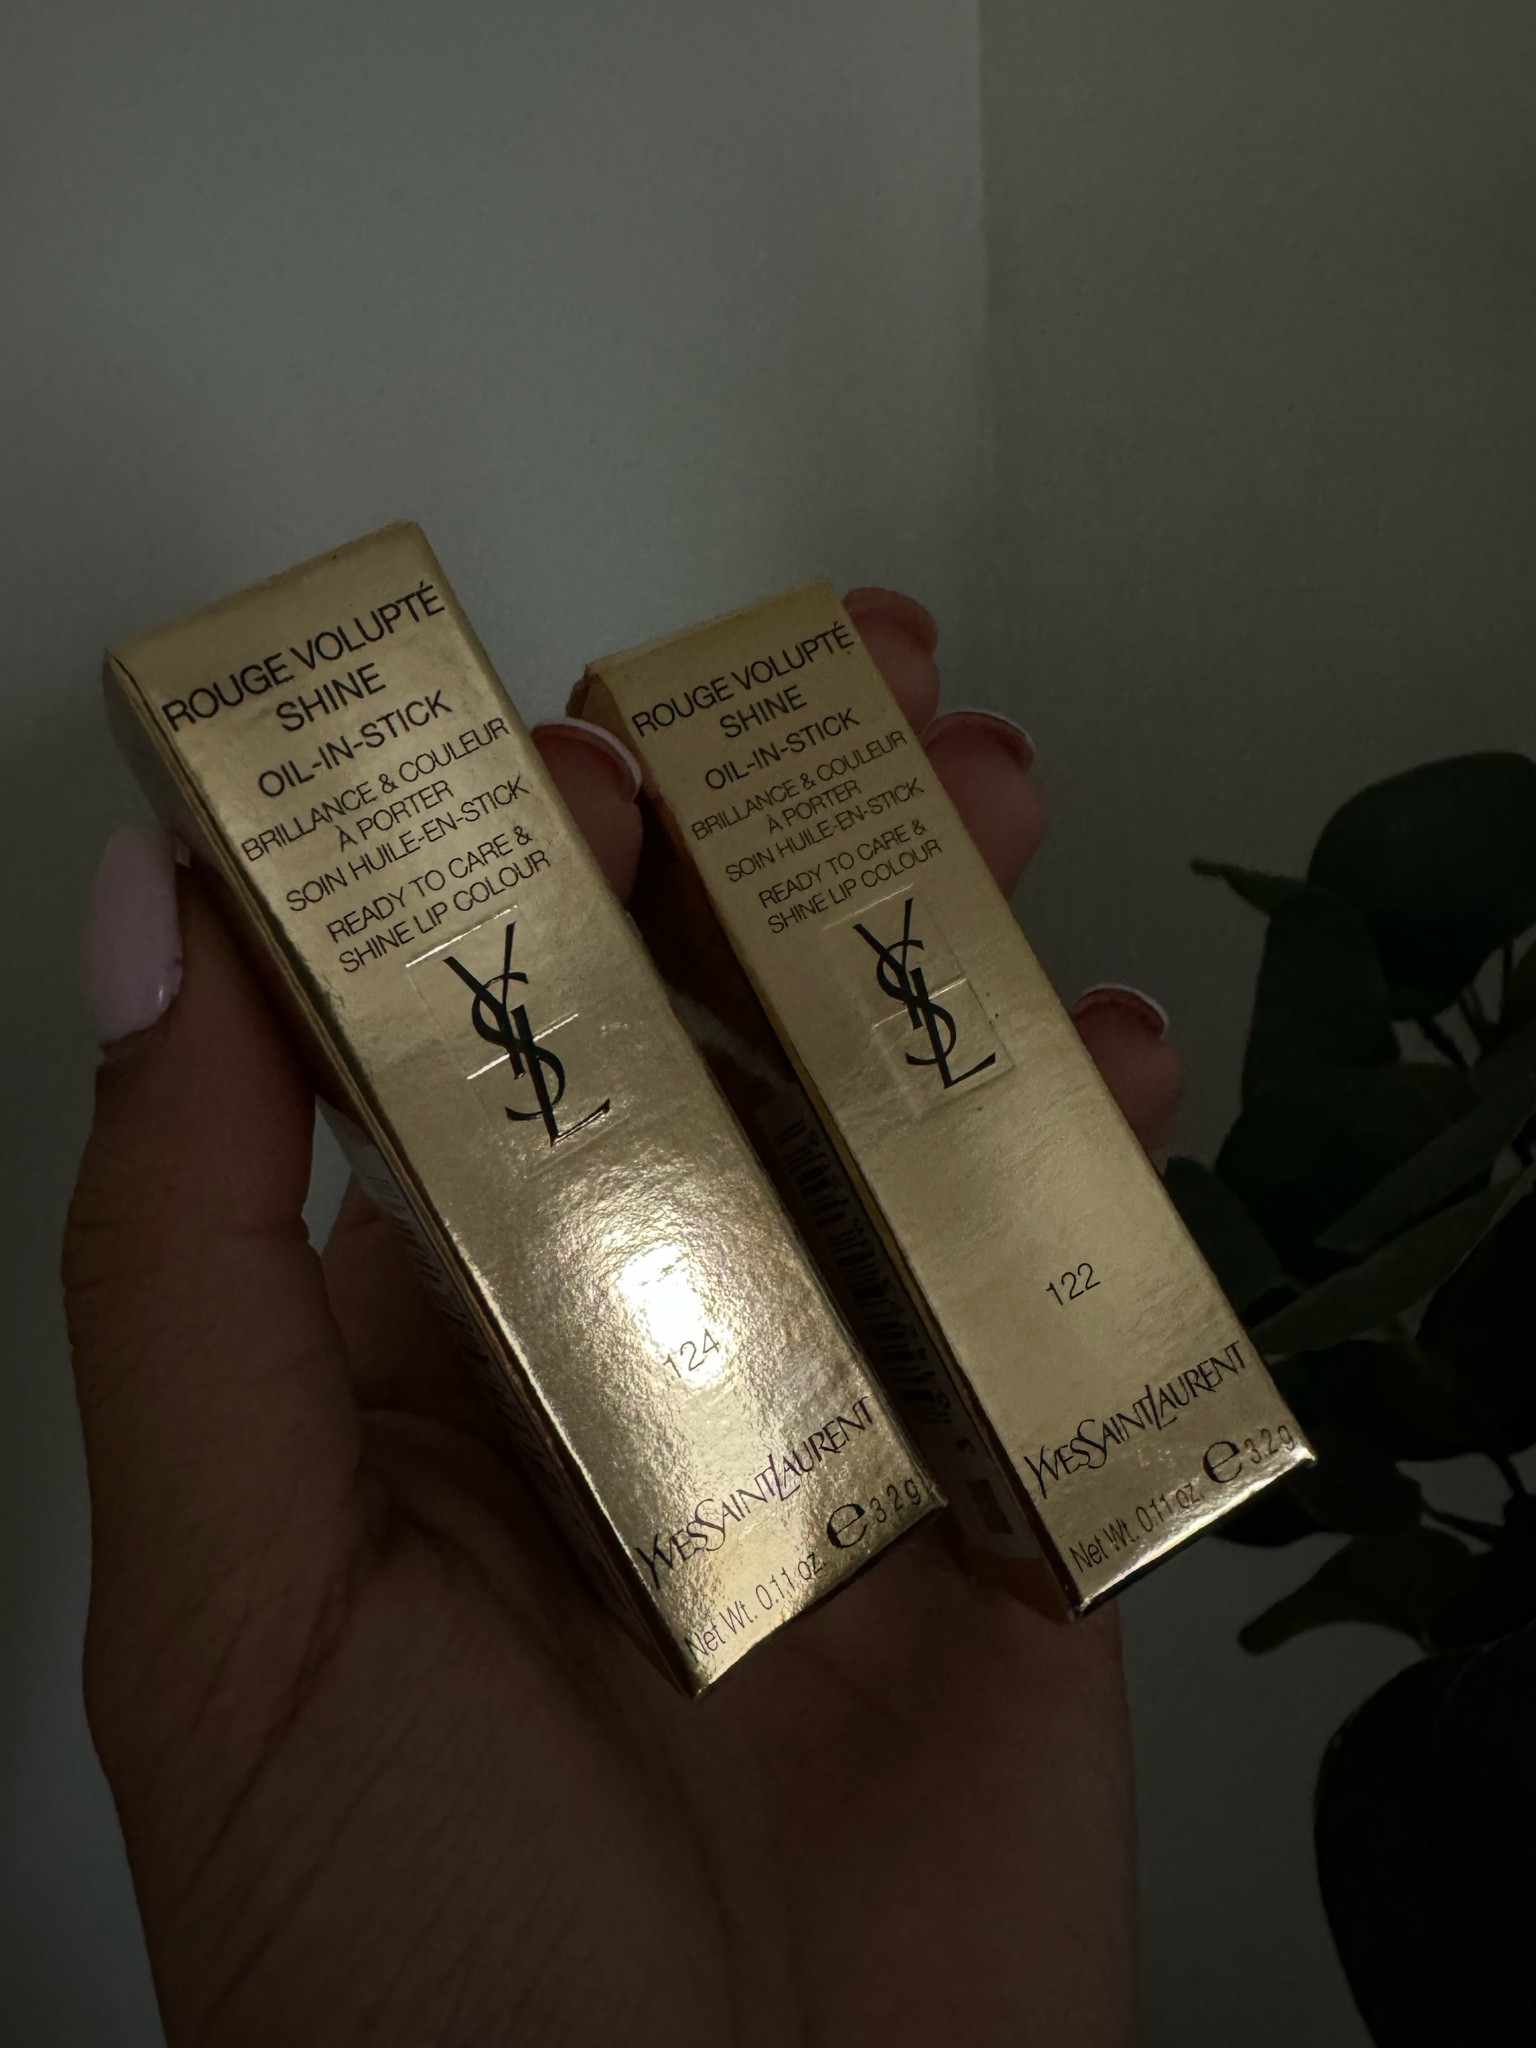 ROUGE VOLUPTÉ
SHINE
OIL-IN-STICK
BRILLANCE & COULEUR
À PORTER
SOIN HUILE-EN-STICK
READY TO CARE &
SHINE LIP COLOUR
YSL
124
YVESSAINTLAURENT
Net Wt. 0.11 oz. e 3.2 g
ROUGE VOLUPTÉ
SHINE
OIL-IN-STICK
BRILLANCE & COULEUR
À PORTER
SOIN HUILE-EN-STICK
READY TO CARE &
SHINE LIP COLOUR
YSL
122
YVESSAINTLAURENT
Net Wt. 0.11 oz. e 3.2 g